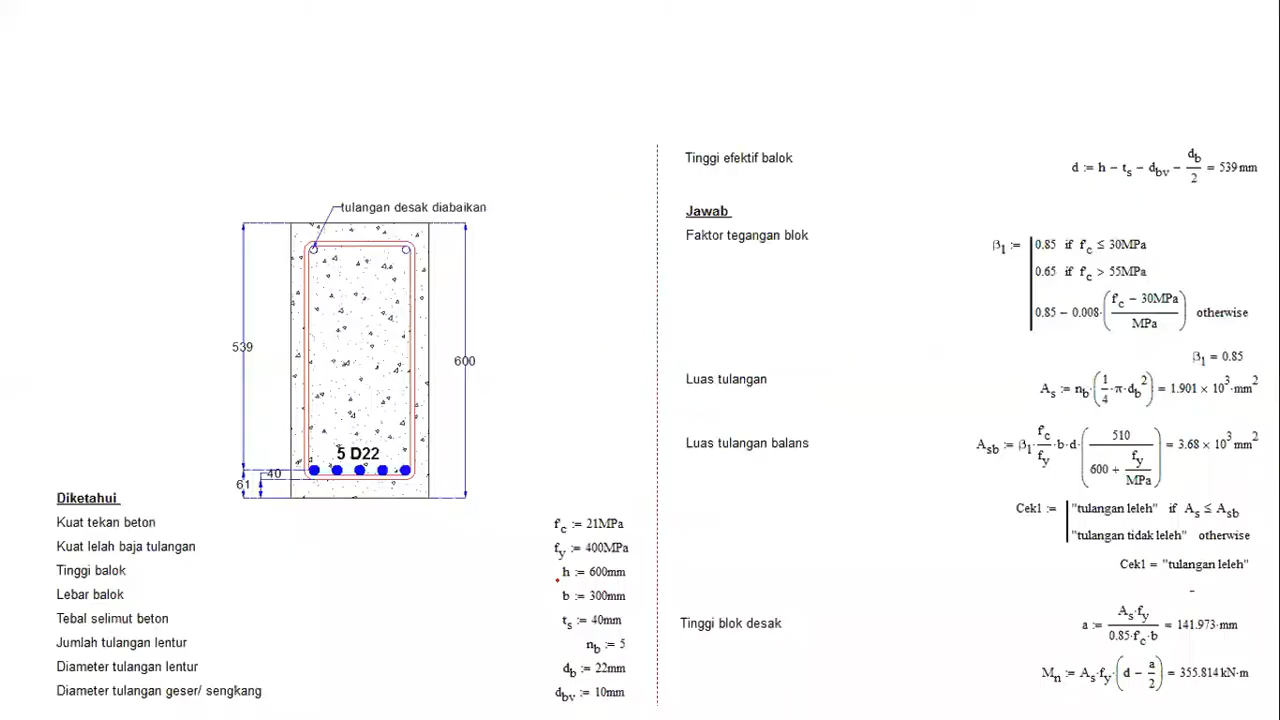 tulangan desak diabaikan
539
600
5 D22
40
61
Diketahui
Kuat tekan beton f'c := 21MPa
Kuat lelah baja tulangan fy := 400MPa
Tinggi balok h := 600mm
Lebar balok b := 300mm
Tebal selimut beton ts := 40mm
Jumlah tulangan lentur nb := 5
Diameter tulangan lentur db := 22mm
Diameter tulangan geser/ sengkang dbv := 10mm
Tinggi efektif balok d := h − ts − dbv − db/2 = 539 mm
Jawab
Faktor tegangan blok β1 := 0.85 if f'c ≤ 30MPa
0.65 if f'c > 55MPa
0.85 − 0.008·((f'c − 30MPa)/MPa) otherwise
β1 = 0.85
Luas tulangan As := nb·(1/4·π·db²) = 1.901 × 10³·mm²
Luas tulangan balans Asb := β1·f'c/fy·b·d·(510/(600 + fy/MPa)) = 3.68 × 10³·mm²
Cek1 := "tulangan leleh" if As ≤ Asb
"tulangan tidak leleh" otherwise
Cek1 = "tulangan leleh"
Tinggi blok desak a := As·fy/(0.85·f'c·b) = 141.973·mm
Mn := As·fy·(d − a/2) = 355.814 kN·m